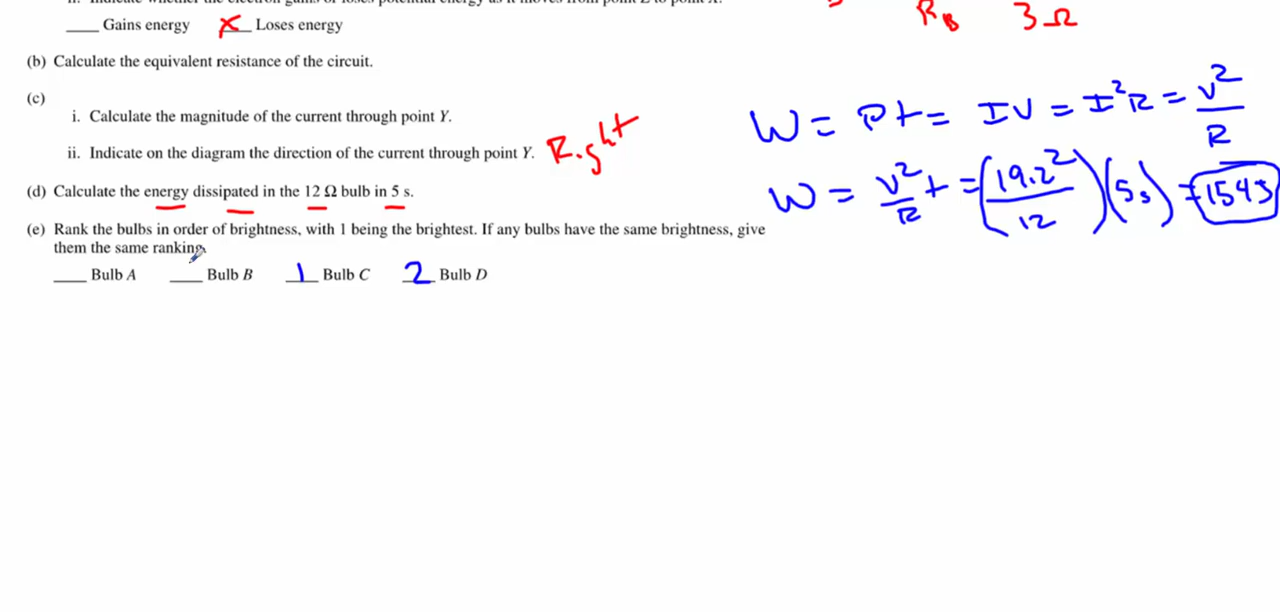 ___ Gains energy X Loses energy
R_B 3 Ω
(b) Calculate the equivalent resistance of the circuit.
(c)
i. Calculate the magnitude of the current through point Y.
ii. Indicate on the diagram the direction of the current through point Y. Right
W = Pt = IV = I²R = V²/R
(d) Calculate the energy dissipated in the 12 Ω bulb in 5 s.
W = V²/R t = (19.2²/12)(5s) = 154J
(e) Rank the bulbs in order of brightness, with 1 being the brightest. If any bulbs have the same brightness, give
them the same ranking.
___ Bulb A ___ Bulb B 1 Bulb C 2 Bulb D